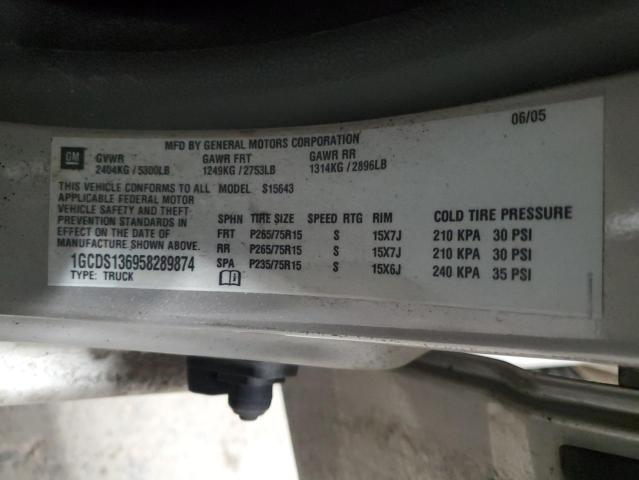 06/05
MFD BY GENERAL MOTORS CORPORATION
GM
GVWR GAWR FRT GAWR RR
2404KG / 5300LB 1249KG / 2753LB 1314KG / 2896LB
THIS VEHICLE CONFORMS TO ALL MODEL S15643
APPLICABLE FEDERAL MOTOR
VEHICLE SAFETY AND THEFT
PREVENTION STANDARDS IN
EFFECT ON THE DATE OF
MANUFACTURE SHOWN ABOVE.
1GCDS136958289874
TYPE: TRUCK
SPHN TIRE SIZE SPEED RTG RIM COLD TIRE PRESSURE
FRT P265/75R15 S 15X7J 210 KPA 30 PSI
RR P265/75R15 S 15X7J 210 KPA 30 PSI
SPA P235/75R15 S 15X6J 240 KPA 35 PSI